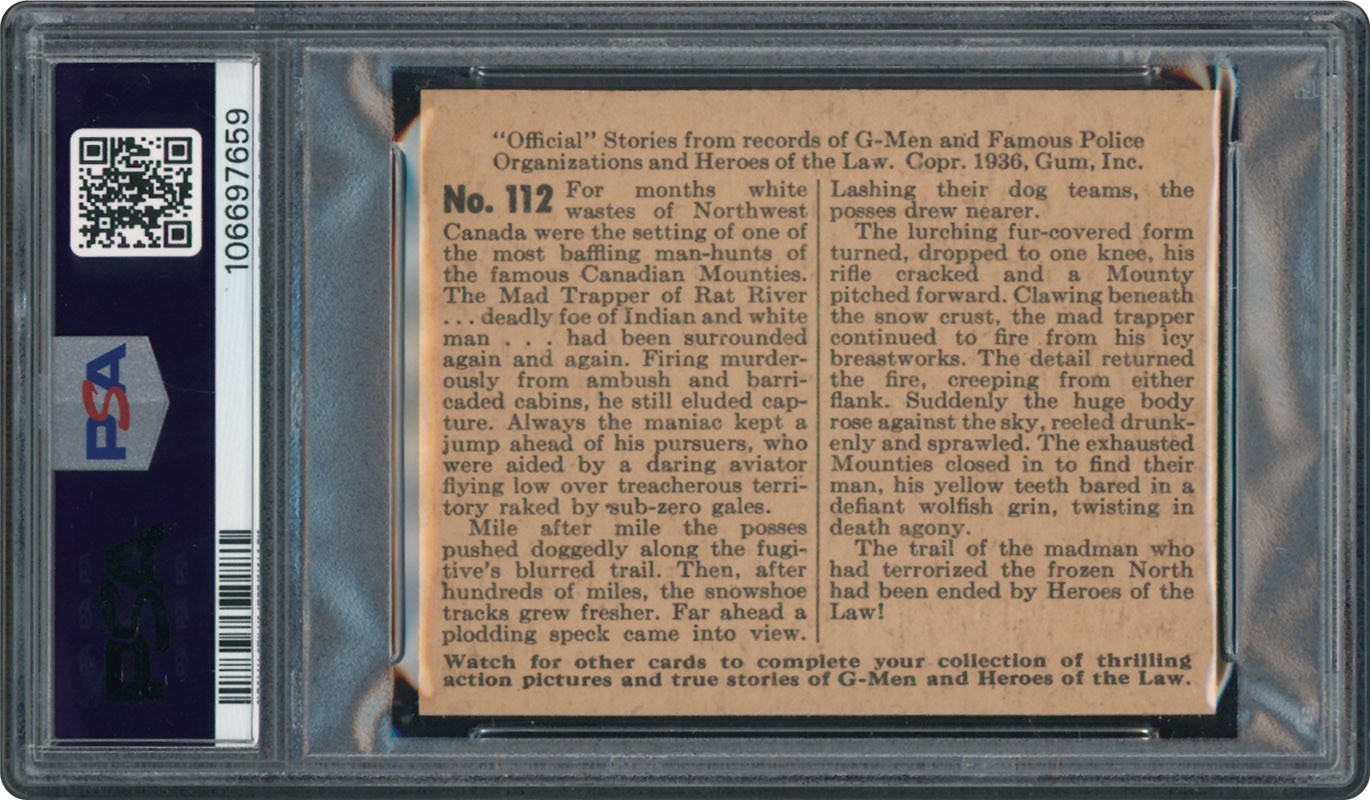 106697659
PSA
PSA
"Official" Stories from records of G-Men and Famous Police
Organizations and Heroes of the Law. Copr. 1936, Gum, Inc.
No. 112 For months white
wastes of Northwest
Canada were the setting of one of
the most baffling man-hunts of
the famous Canadian Mounties.
The Mad Trapper of Rat River
... deadly foe of Indian and white
man . . . had been surrounded
again and again. Firing murder-
ously from ambush and barri-
caded cabins, he still eluded cap-
ture. Always the maniac kept a
jump ahead of his pursuers, who
were aided by a daring aviator
flying low over treacherous terri-
tory raked by sub-zero gales.
Mile after mile the posses
pushed doggedly along the fugi-
tive's blurred trail. Then, after
hundreds of miles, the snowshoe
tracks grew fresher. Far ahead a
plodding speck came into view.
Lashing their dog teams, the
posses drew nearer.
The lurching fur-covered form
turned, dropped to one knee, his
rifle cracked and a Mounty
pitched forward. Clawing beneath
the snow crust, the mad trapper
continued to fire from his icy
breastworks. The detail returned
the fire, creeping from either
flank. Suddenly the huge body
rose against the sky, reeled drunk-
enly and sprawled. The exhausted
Mounties closed in to find their
man, his yellow teeth bared in a
defiant wolfish grin, twisting in
death agony.
The trail of the madman who
had terrorized the frozen North
had been ended by Heroes of the
Law!
Watch for other cards to complete your collection of thrilling
action pictures and true stories of G-Men and Heroes of the Law.